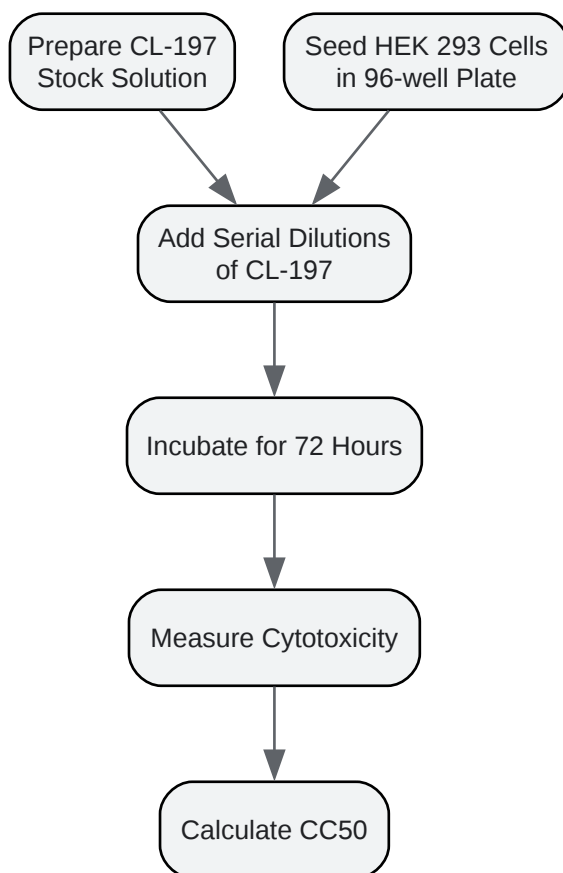 Prepare CL-197
Stock Solution
Seed HEK 293 Cells
in 96-well Plate
Add Serial Dilutions
of CL-197
Incubate for 72 Hours
Measure Cytotoxicity
Calculate CC50